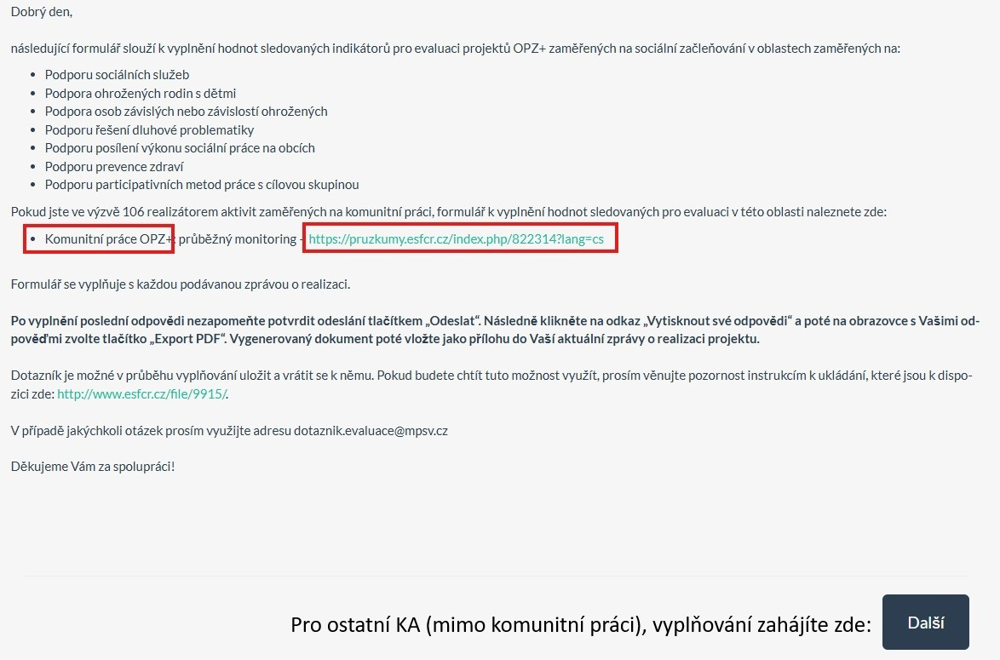 Dobrý den,
následující formulář slouží k vyplnění hodnot sledovaných indikátorů pro evaluaci projektů OPZ+ zaměřených na sociální začleňování v oblastech zaměřených na:
• Podporu sociálních služeb
• Podpora ohrožených rodin s dětmi
• Podpora osob závislých nebo závislostí ohrožených
• Podporu řešení dluhové problematiky
• Podporu posílení výkonu sociální práce na obcích
• Podporu prevence zdraví
• Podporu participativních metod práce s cílovou skupinou
Pokud jste ve výzvě 106 realizátorem aktivit zaměřených na komunitní práci, formulář k vyplnění hodnot sledovaných pro evaluaci v této oblasti naleznete zde:
• Komunitní práce OPZ+: průběžný monitoring - https://pruzkumy.esfcr.cz/index.php/822314?lang=cs
Formulář se vyplňuje s každou podávanou zprávou o realizaci.
Po vyplnění poslední odpovědi nezapomeňte potvrdit odeslání tlačítkem „Odeslat“. Následně klikněte na odkaz „Vytisknout své odpovědi“ a poté na obrazovce s Vašimi od-
pověďmi zvolte tlačítko „Export PDF“. Vygenerovaný dokument poté vložte jako přílohu do Vaší aktuální zprávy o realizaci projektu.
Dotazník je možné v průběhu vyplňování uložit a vrátit se k němu. Pokud budete chtít tuto možnost využít, prosím věnujte pozornost instrukcím k ukládání, které jsou k dispo-
zici zde: http://www.esfcr.cz/file/9915/.
V případě jakýchkoli otázek prosím využijte adresu dotaznik.evaluace@mpsv.cz
Děkujeme Vám za spolupráci!
Pro ostatní KA (mimo komunitní práci), vyplňování zahájíte zde: Další